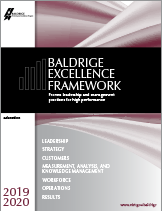 BALDRIGE
BALDRIGE
EXCELLENCE
FRAMEWORK
Proven leadership and management
practices for high performance
education
LEADERSHIP
STRATEGY
CUSTOMERS
MEASUREMENT, ANALYSIS, AND
KNOWLEDGE MANAGEMENT
WORKFORCE
OPERATIONS
RESULTS
2019
2020